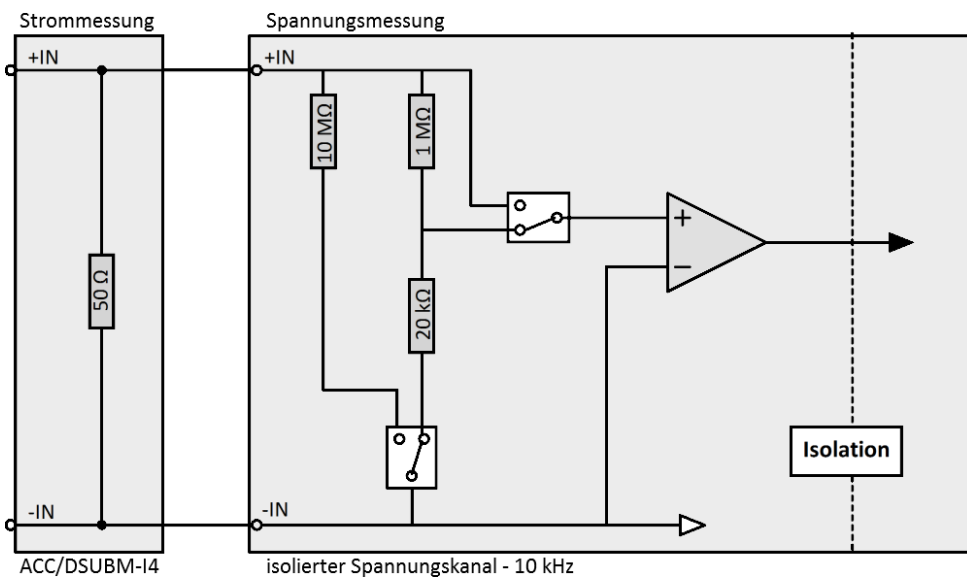 Strommessung
Spannungsmessung
+IN
+IN
10 MΩ
1 MΩ
50 Ω
20 kΩ
+
−
Isolation
-IN
-IN
ACC/DSUBM-I4
isolierter Spannungskanal - 10 kHz